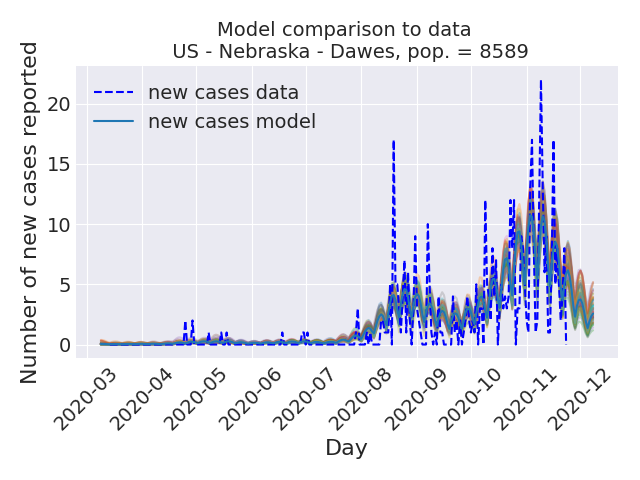 Model comparison to data
US - Nebraska - Dawes, pop. = 8589
Number of new cases reported
20
15
10
5
0
new cases data
new cases model
2020-03
2020-04
2020-05
2020-06
2020-07
2020-08
2020-09
2020-10
2020-11
2020-12
Day